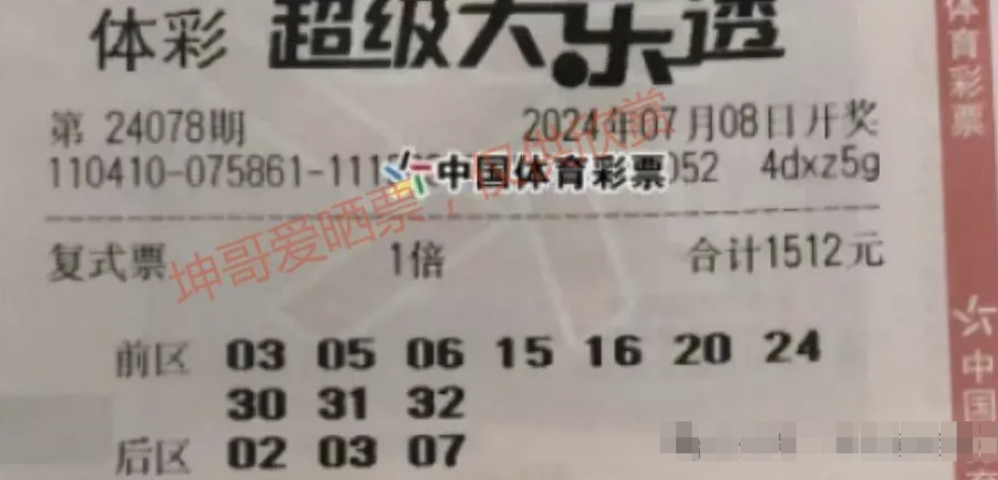 体彩 超级大乐透
第 24078期 2024年07月08日开奖
110410-075861-111 052 4dxz5g
中国体育彩票
坤哥爱晒票，
复式票 1倍 合计1512元
前区 03 05 06 15 16 20 24
30 31 32
后区 02 03 07
体育彩票
中国